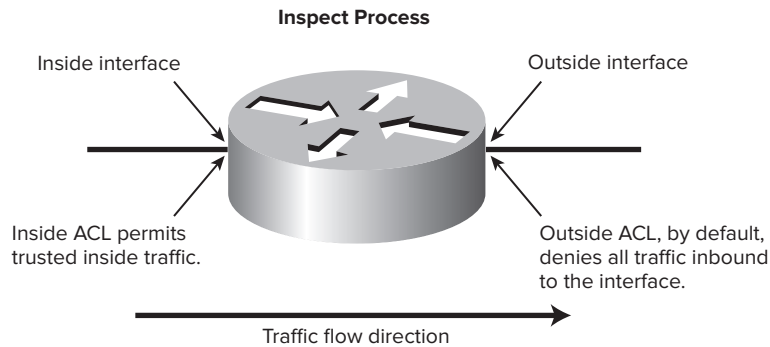 Inspect Process
Inside interface
Outside interface
Inside ACL permits
trusted inside traffic.
Outside ACL, by default,
denies all traffic inbound
to the interface.
Traffic flow direction